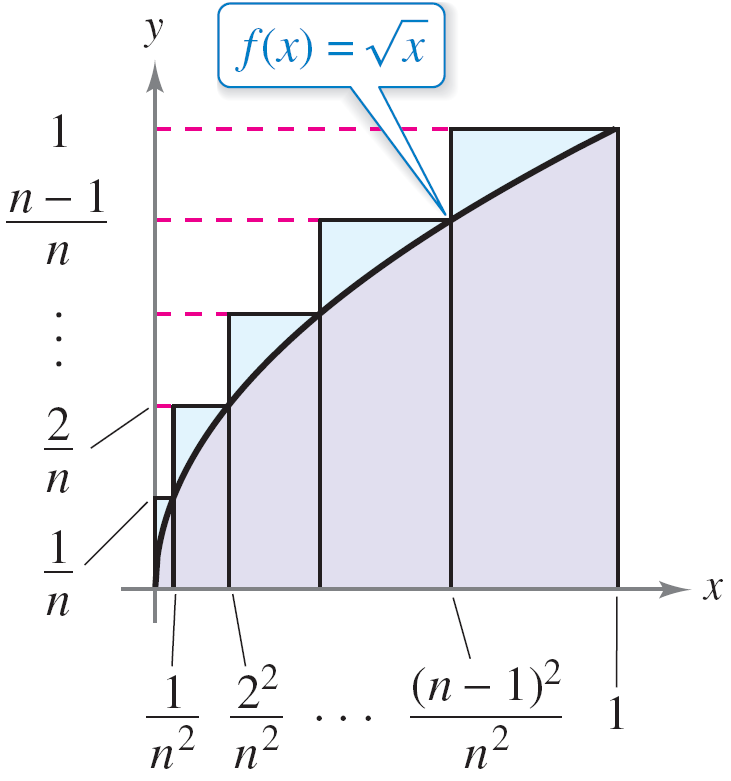 y
f(x) = √x
1
n − 1
n
⋮
2
n
1
n
x
1
n²
2²
n²
· · ·
(n − 1)²
n²
1